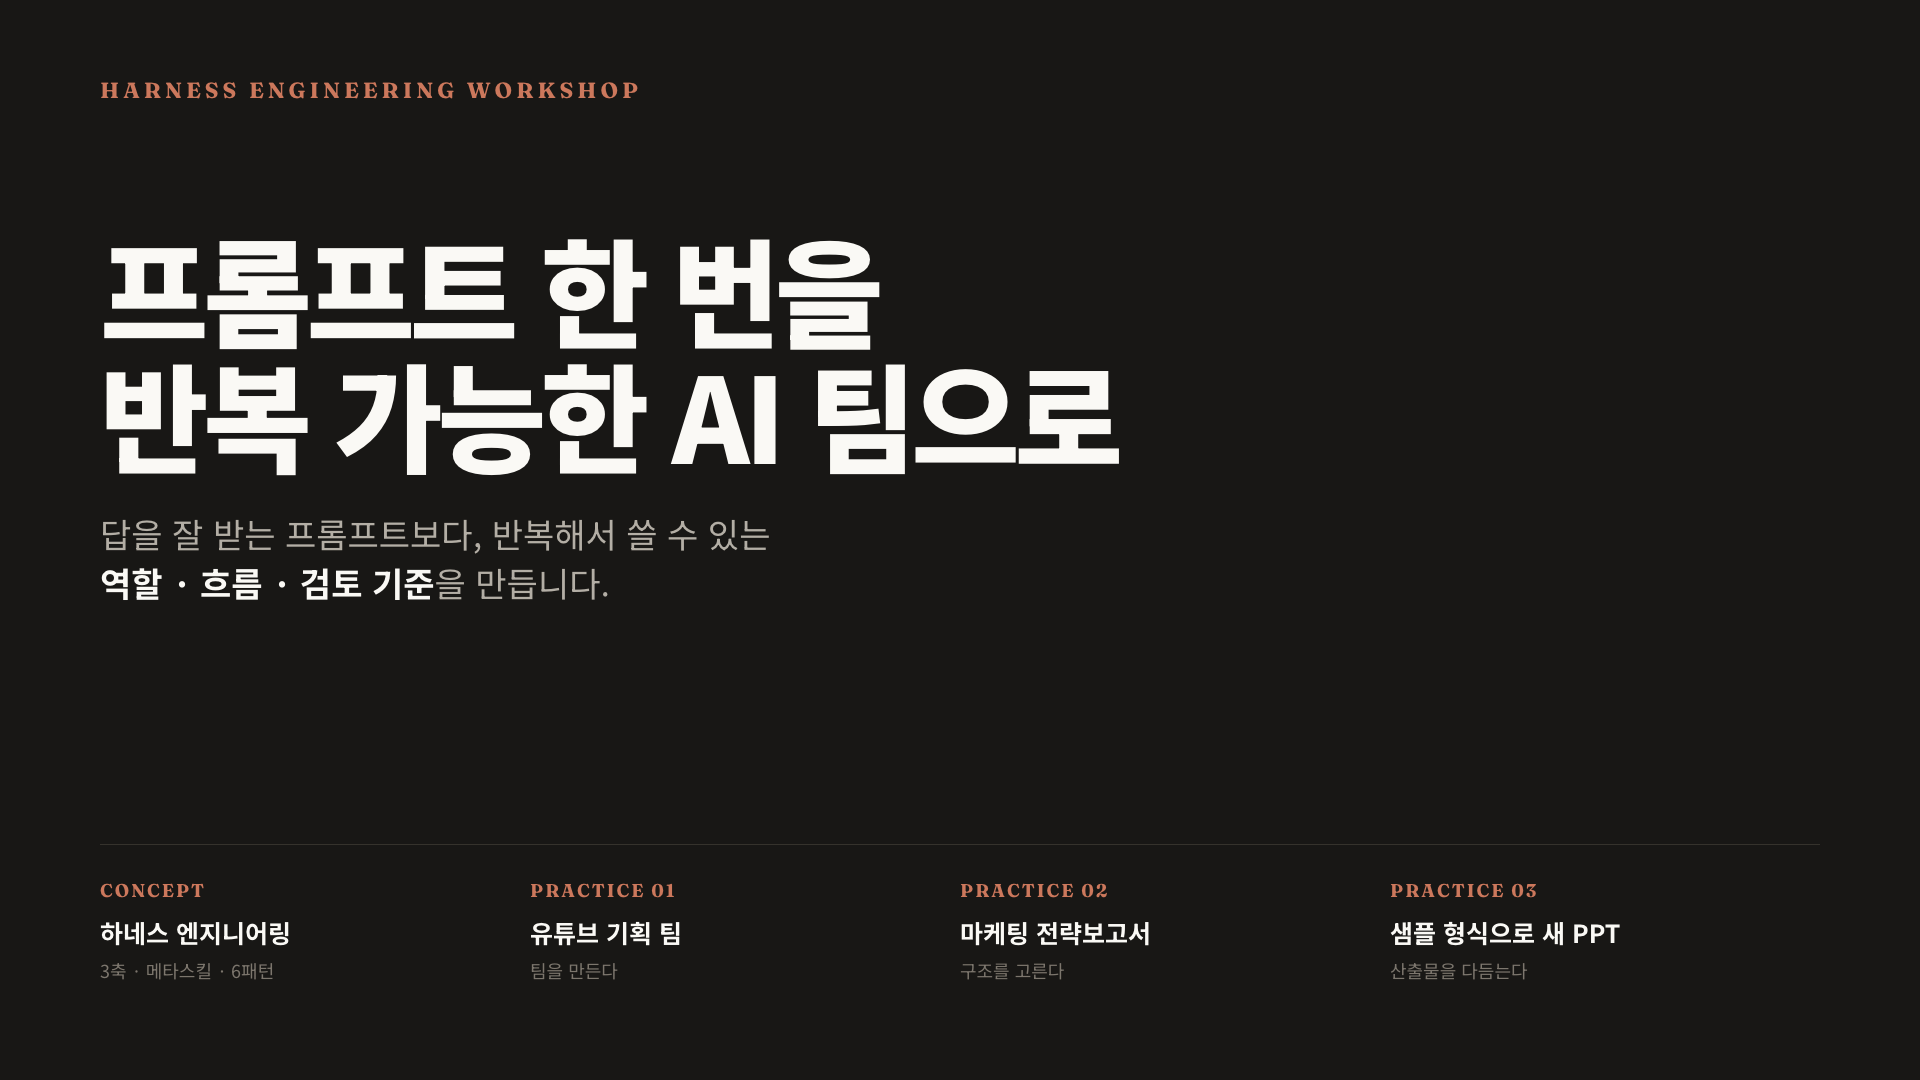 HARNESS ENGINEERING WORKSHOP
프롬프트 한 번을
반복 가능한 AI 팀으로
답을 잘 받는 프롬프트보다, 반복해서 쓸 수 있는
역할 · 흐름 · 검토 기준을 만듭니다.
CONCEPT
하네스 엔지니어링
3축 · 메타스킬 · 6패턴
PRACTICE 01
유튜브 기획 팀
팀을 만든다
PRACTICE 02
마케팅 전략보고서
구조를 고른다
PRACTICE 03
샘플 형식으로 새 PPT
산출물을 다듬는다